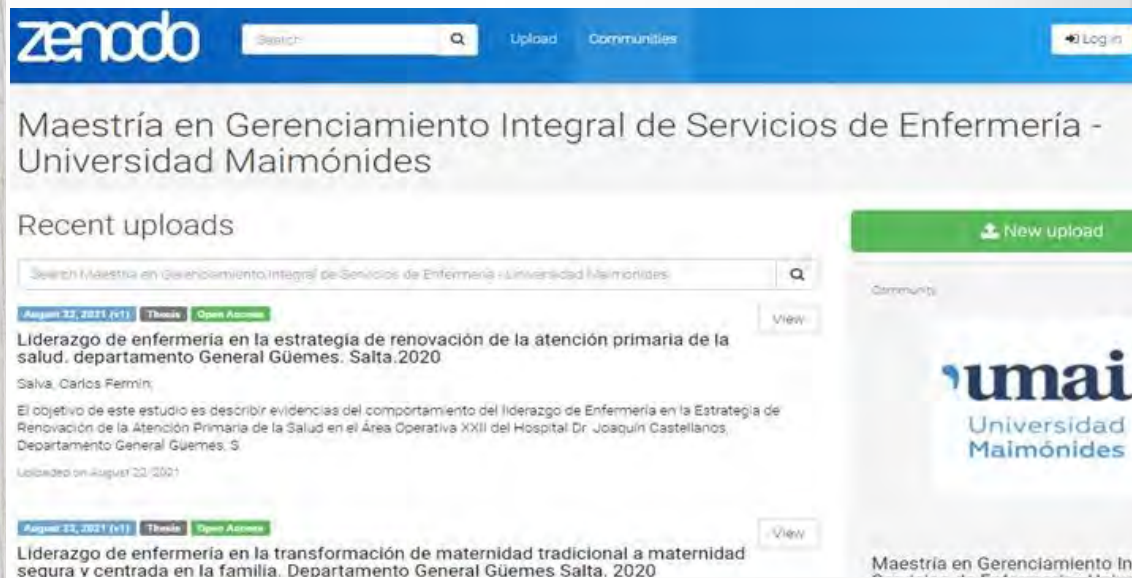 zenodo
Search
Upload
Communities
Log in
Maestría en Gerenciamiento Integral de Servicios de Enfermería -
Universidad Maimónides
Recent uploads
New upload
Search Maestría en Gerenciamiento Integral de Servicios de Enfermería - Universidad Maimónides
Community
August 22, 2021 (v1) Thesis Open Access
View
Liderazgo de enfermería en la estrategia de renovación de la atención primaria de la
salud. departamento General Güemes. Salta.2020
Salva, Carlos Fermin;
El objetivo de este estudio es describir evidencias del comportamiento del liderazgo de Enfermería en la Estrategia de
Renovación de la Atención Primaria de la Salud en el Área Operativa XXII del Hospital Dr. Joaquín Castellanos,
Departamento General Güemes, S
Uploaded on August 22, 2021
umai
Universidad
Maimónides
August 22, 2021 (v1) Thesis Open Access
View
Liderazgo de enfermería en la transformación de maternidad tradicional a maternidad
segura y centrada en la familia. Departamento General Güemes Salta. 2020
Maestría en Gerenciamiento In